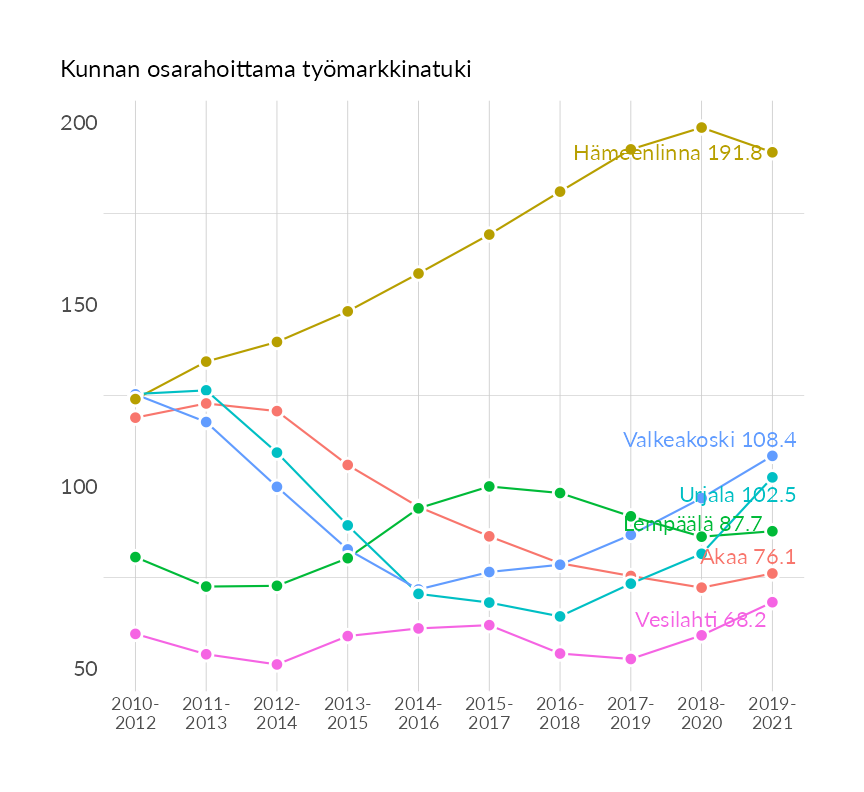 Kunnan osarahoittama työmarkkinatuki
200
Hämeenlinna 191.8
150
Valkeakoski 108.4
100
Urjala 102.5
Lempäälä 87.7
Akaa 76.1
Vesilahti 68.2
50
2010- 2011- 2012- 2013- 2014- 2015- 2016- 2017- 2018- 2019-
2012 2013 2014 2015 2016 2017 2018 2019 2020 2021